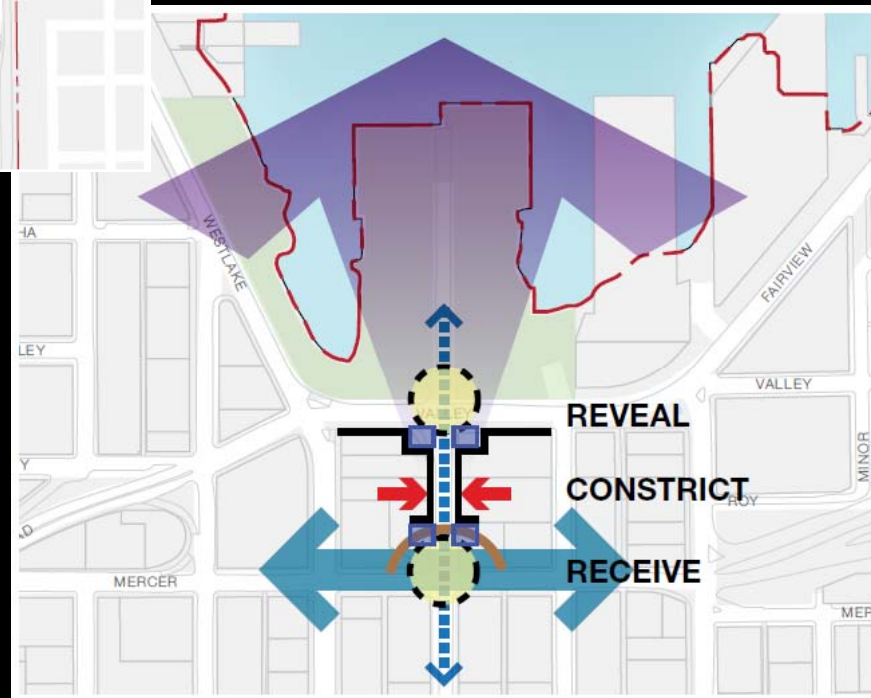 HA
WESTLAKE
FAIRVIEW
LEY
VALLEY
VALLEY
REVEAL
Y
CONSTRICT
ROY
MINOR
AD
RECEIVE
MERCER
MER